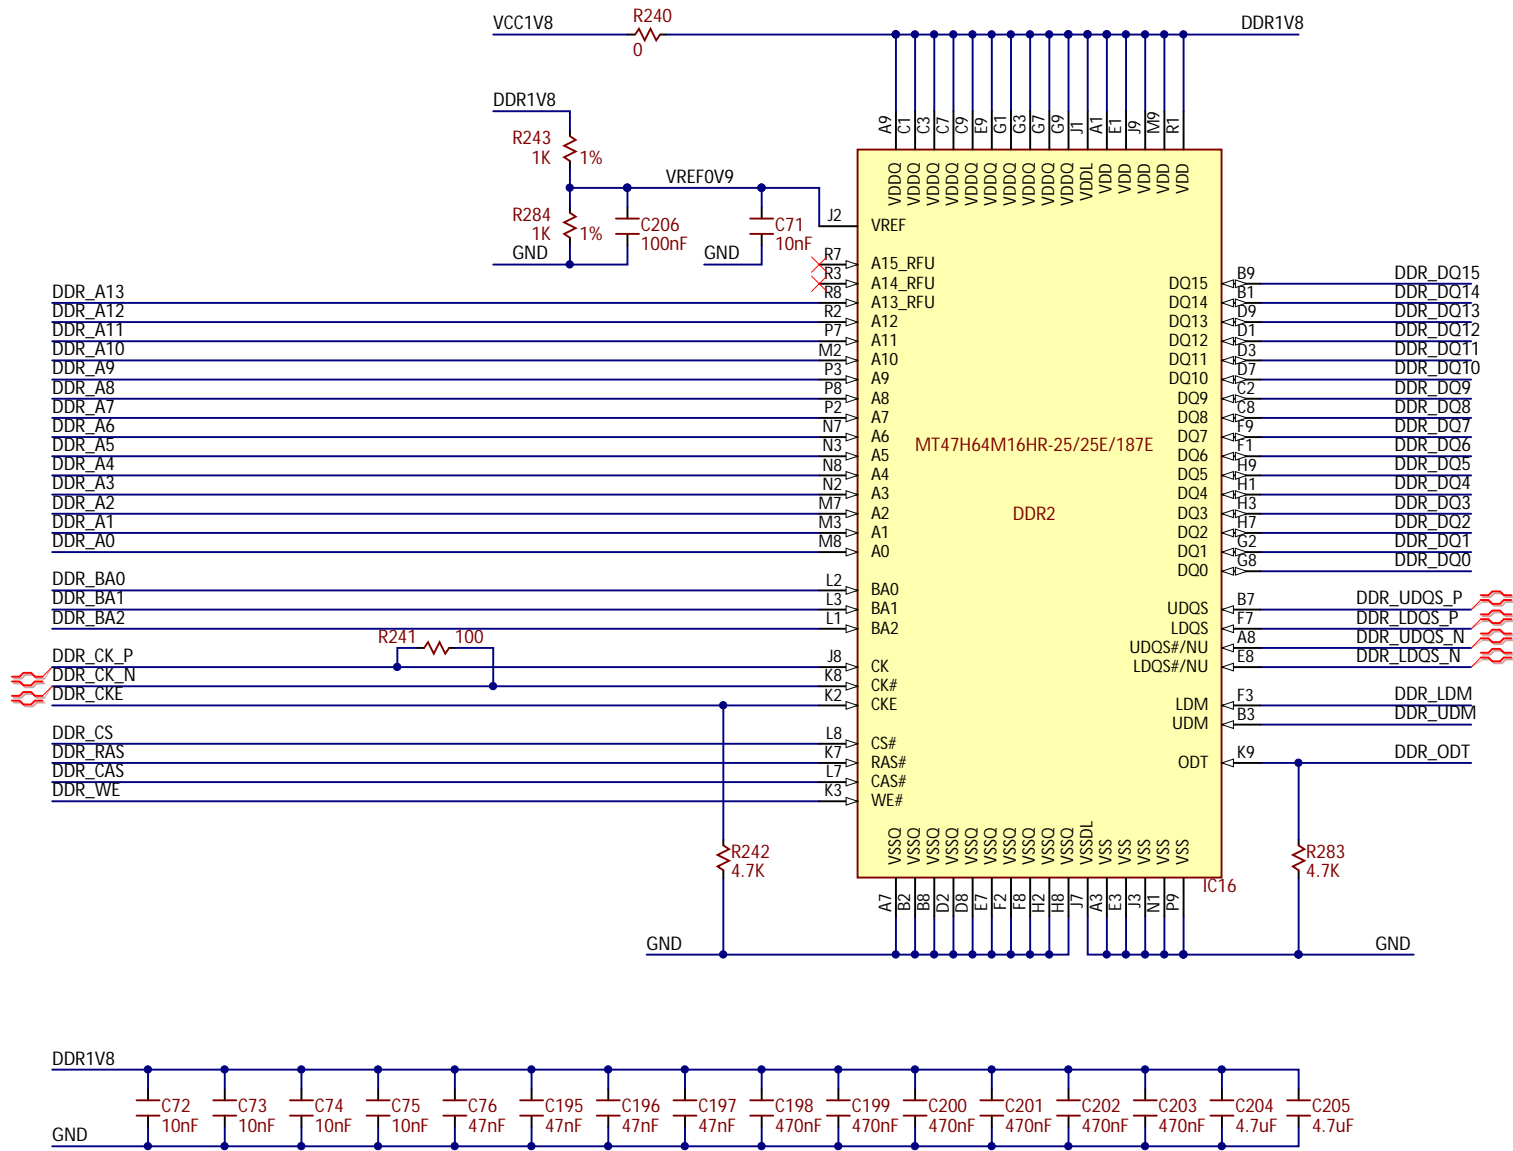 VCC1V8 R240 DDR1V8
0
DDR1V8
R243
1K 1%
VREF0V9
R284
1K 1%
C206
100nF
C71
10nF
GND GND
A9 C1 C3 C7 C9 E9 G1 G3 G7 G9 J1 A1 E1 J9 M9 R1
VDDQ VDDQ VDDQ VDDQ VDDQ VDDQ VDDQ VDDQ VDDQ VDDQ VDDL VDD VDD VDD VDD VDD
J2 VREF
R7 A15_RFU
R3 A14_RFU
DDR_A13 R8 A13_RFU
DDR_A12 R2 A12
DDR_A11 P7 A11
DDR_A10 M2 A10
DDR_A9 P3 A9
DDR_A8 P8 A8
DDR_A7 P2 A7
DDR_A6 N7 A6
DDR_A5 N3 A5
DDR_A4 N8 A4
DDR_A3 N2 A3
DDR_A2 M7 A2
DDR_A1 M3 A1
DDR_A0 M8 A0
DDR_BA0 L2 BA0
DDR_BA1 L3 BA1
DDR_BA2 L1 BA2
R241 100
DDR_CK_P J8 CK
DDR_CK_N K8 CK#
DDR_CKE K2 CKE
DDR_CS L8 CS#
DDR_RAS K7 RAS#
DDR_CAS L7 CAS#
DDR_WE K3 WE#
MT47H64M16HR-25/25E/187E
DDR2
DQ15 B9 DDR_DQ15
DQ14 B1 DDR_DQ14
DQ13 D9 DDR_DQ13
DQ12 D1 DDR_DQ12
DQ11 D3 DDR_DQ11
DQ10 D7 DDR_DQ10
DQ9 C2 DDR_DQ9
DQ8 C8 DDR_DQ8
DQ7 F9 DDR_DQ7
DQ6 F1 DDR_DQ6
DQ5 H9 DDR_DQ5
DQ4 H1 DDR_DQ4
DQ3 H3 DDR_DQ3
DQ2 H7 DDR_DQ2
DQ1 G2 DDR_DQ1
DQ0 G8 DDR_DQ0
UDQS B7 DDR_UDQS_P
LDQS F7 DDR_LDQS_P
UDQS#/NU A8 DDR_UDQS_N
LDQS#/NU E8 DDR_LDQS_N
LDM F3 DDR_LDM
UDM B3 DDR_UDM
ODT K9 DDR_ODT
VSSQ VSSQ VSSQ VSSQ VSSQ VSSQ VSSQ VSSQ VSSQ VSSQ VSSDL VSS VSS VSS VSS VSS
A7 B2 B8 D2 D8 E7 F2 F8 H2 H8 J7 A3 E3 J3 N1 P9
IC16
R242
4.7K
R283
4.7K
GND GND
DDR1V8
C72 C73 C74 C75 C76 C195 C196 C197 C198 C199 C200 C201 C202 C203 C204 C205
10nF 10nF 10nF 10nF 47nF 47nF 47nF 47nF 470nF 470nF 470nF 470nF 470nF 470nF 4.7uF 4.7uF
GND